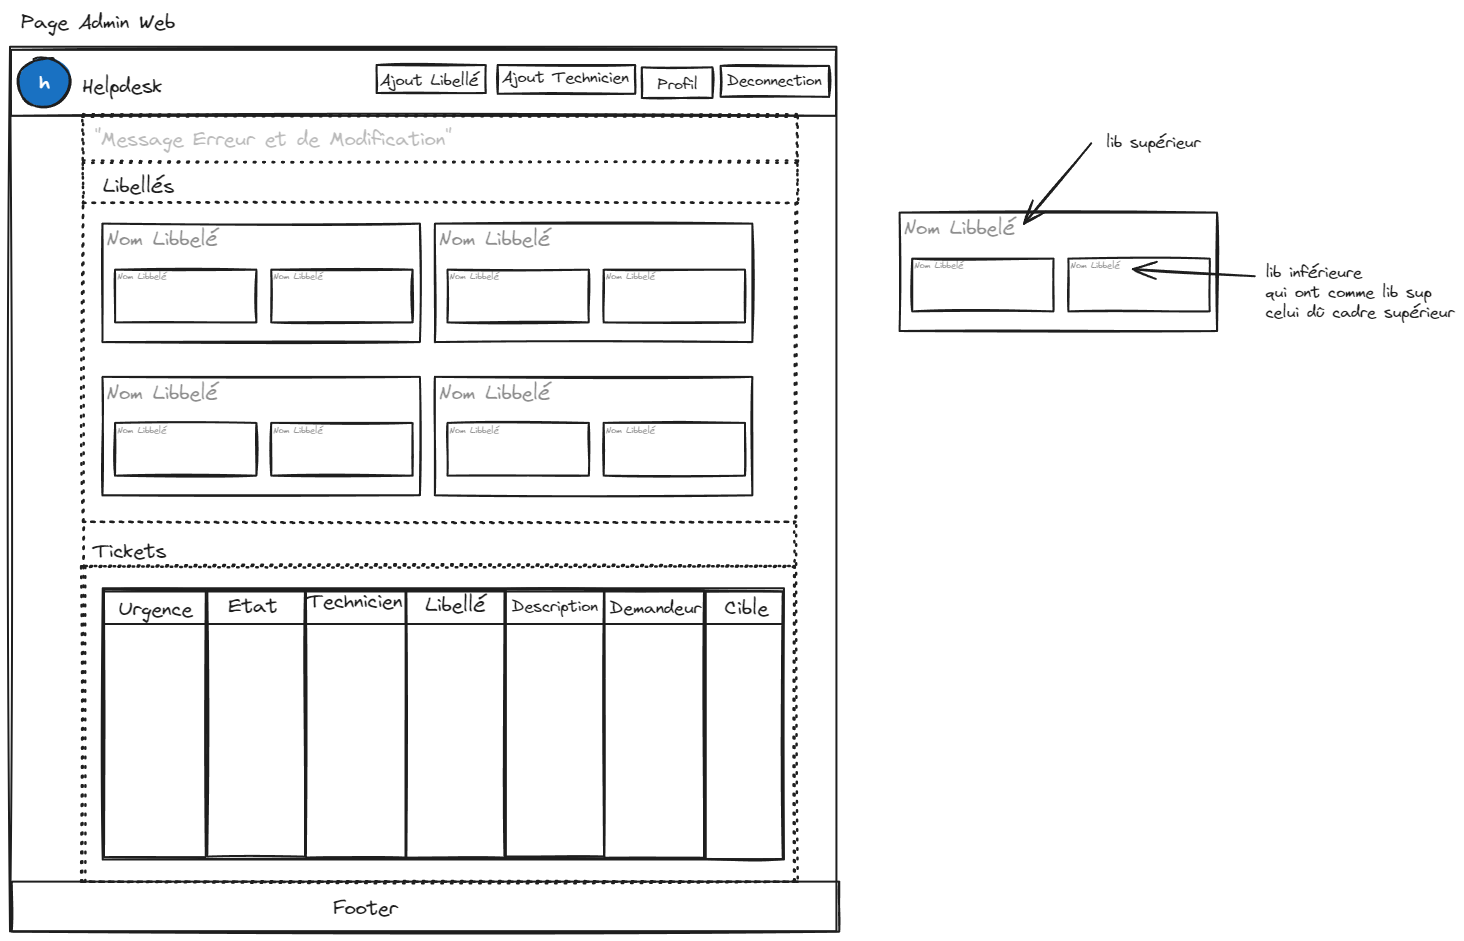 Page Admin Web
h
Helpdesk
Ajout Libellé
Ajout Technicien
Profil
Deconnection
"Message Erreur et de Modification"
Libellés
Nom Libbelé
Nom Libbelé
Nom Libbelé
Nom Libbelé
Nom Libbelé
Nom Libbelé
Nom Libbelé
Nom Libbelé
Nom Libbelé
Nom Libbelé
Nom Libbelé
Nom Libbelé
Tickets
Urgence
Etat
Technicien
Libellé
Description
Demandeur
Cible
Footer
lib supérieur
Nom Libbelé
Nom Libbelé
Nom Libbelé
lib inférieure
qui ont comme lib sup
celui dû cadre supérieur